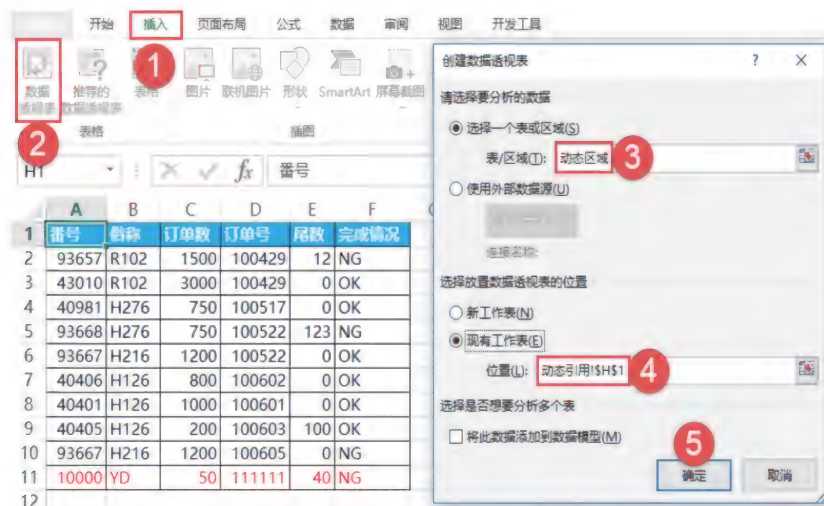 开始 插入 页面布局 公式 数据 审阅 视图 开发工具
1
数据透视表 推荐的数据透视表 表格 图片 联机图片 形状 SmartArt 屏幕截图
表格 插图
2
H1 fx 番号
A B C D E F
1 番号 俗称 订单数 订单号 尾数 完成情况
2 93657 R102 1500 100429 12 NG
3 43010 R102 3000 100429 0 OK
4 40981 H276 750 100517 0 OK
5 93668 H276 750 100522 123 NG
6 93667 H216 1200 100522 0 OK
7 40406 H126 800 100602 0 OK
8 40401 H126 1000 100601 0 OK
9 40405 H126 200 100603 100 OK
10 93667 H216 1200 100605 0 NG
11 10000 YD 50 111111 40 NG
12
创建数据透视表 ? ×
请选择要分析的数据
选择一个表或区域(S)
表/区域(T): 动态区域 3
使用外部数据源(U)
连接名称:
选择放置数据透视表的位置
新工作表(N)
现有工作表(E)
位置(L): 动态引用!$H$1 4
选择是否想要分析多个表
将此数据添加到数据模型(M)
5
确定 取消